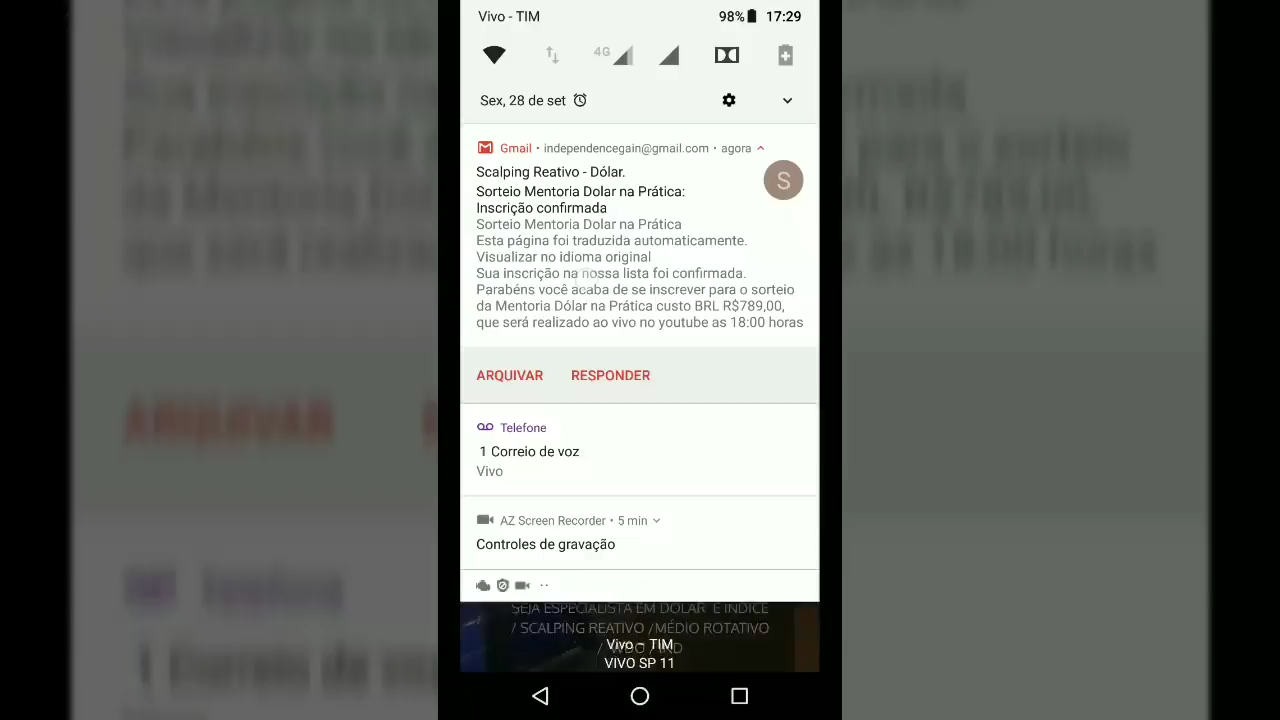 Vivo - TIM 98% 17:29
4G
Sex, 28 de set
Gmail • independencegain@gmail.com • agora
Scalping Reativo - Dólar.
S
Sorteio Mentoria Dolar na Prática:
Inscrição confirmada
Sorteio Mentoria Dolar na Prática
Esta página foi traduzida automaticamente.
Visualizar no idioma original
Sua inscrição na nossa lista foi confirmada.
Parabéns você acaba de se inscrever para o sorteio
da Mentoria Dólar na Prática custo BRL R$789,00,
que será realizado ao vivo no youtube as 18:00 horas
ARQUIVAR RESPONDER
Telefone
1 Correio de voz
Vivo
AZ Screen Recorder • 5 min
Controles de gravação
SEJA ESPECIALISTA EM DOLAR E INDICE
/ SCALPING REATIVO /MÉDIO ROTATIVO
/ WDO / IND
Vivo - TIM
VIVO SP 11